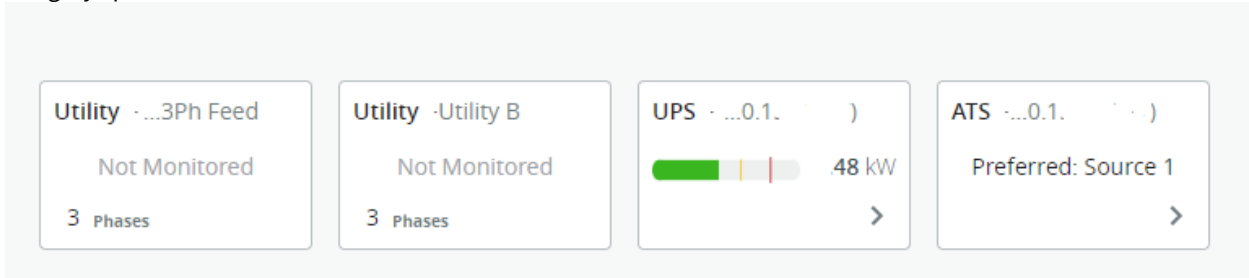 Utility - ...3Ph Feed
Not Monitored
3 Phases
Utility -Utility B
Not Monitored
3 Phases
UPS - ...0.1. )
.48 kW
ATS -...0.1. )
Preferred: Source 1